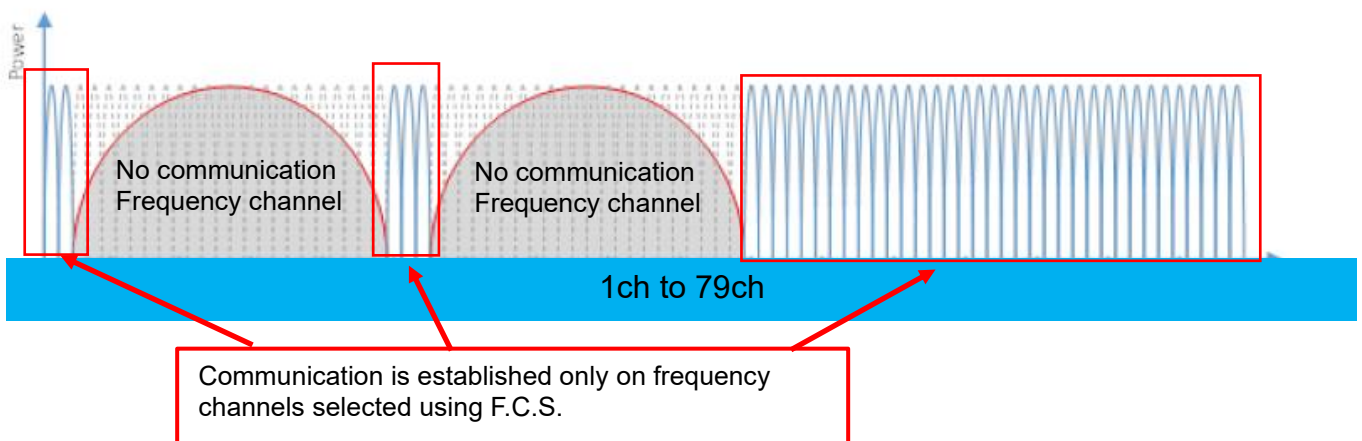 Power
No communication
Frequency channel
No communication
Frequency channel
1ch to 79ch
Communication is established only on frequency
channels selected using F.C.S.